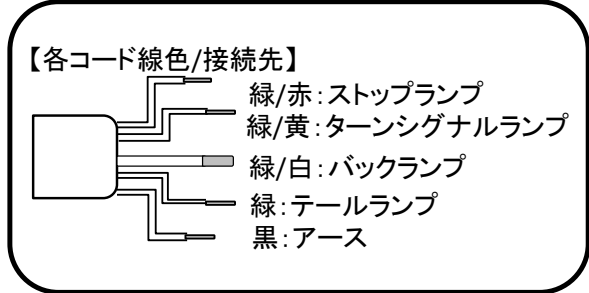 【各コード線色/接続先】
緑/赤：ストップランプ
緑/黄：ターンシグナルランプ
緑/白：バックランプ
緑：テールランプ
黒：アース